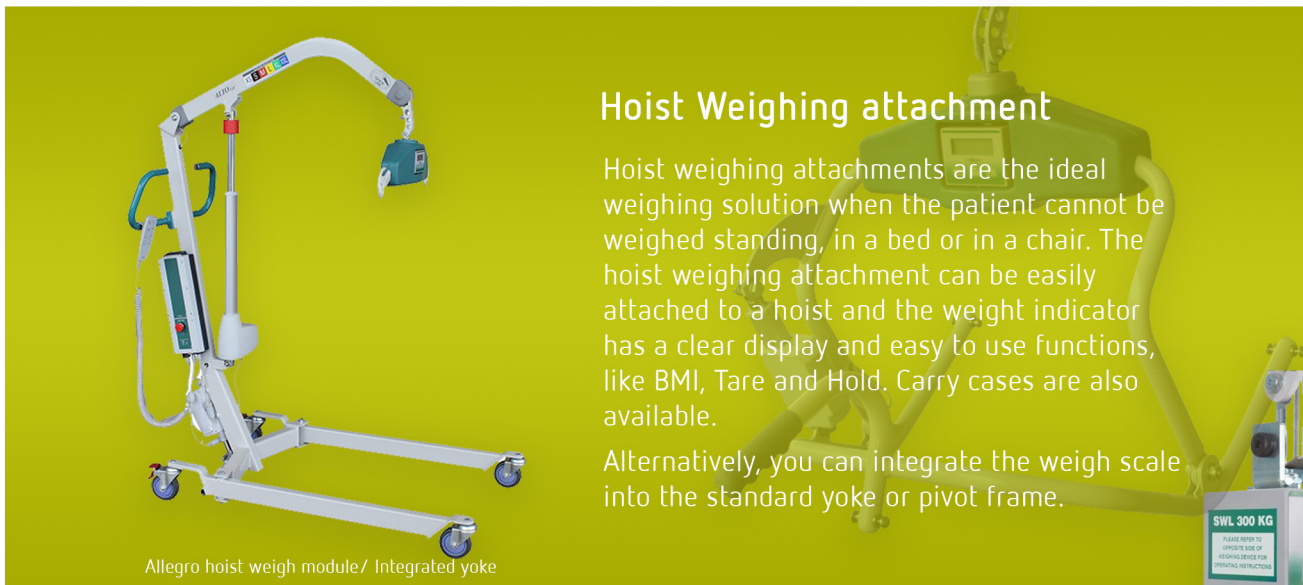 Hoist Weighing attachment
Hoist weighing attachments are the ideal
weighing solution when the patient cannot be
weighed standing, in a bed or in a chair. The
hoist weighing attachment can be easily
attached to a hoist and the weight indicator
has a clear display and easy to use functions,
like BMI, Tare and Hold. Carry cases are also
available.
Alternatively, you can integrate the weigh scale
into the standard yoke or pivot frame.
Allegro hoist weigh module/ Integrated yoke
SWL 300 KG
PLEASE REFER TO
OPPOSITE SIDE OF
WEIGHING DEVICE FOR
OPERATING INSTRUCTIONS
S M L